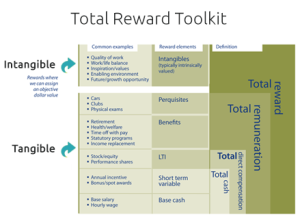 Total Reward Toolkit
Common examples
Reward elements
Definition
Intangible
Rewards where
we can assign an
objective dollar value
• Quality of work
• Work/life balance
• Inspiration/values
• Enabling environment
• Future/growth opportunity
Intangibles
(typically intrinsically
valued)
• Cars
• Clubs
• Physical exams
Perquisites
Tangible
• Retirement
• Health/welfare
• Time off with pay
• Statutory programs
• Income replacement
Benefits
• Stock/equity
• Performance shares
LTI
• Annual incentive
• Bonus/spot awards
Short term
variable
• Base salary
• Hourly wage
Base cash
Total
cash
Total
direct compensation
Total
remuneration
Total
reward